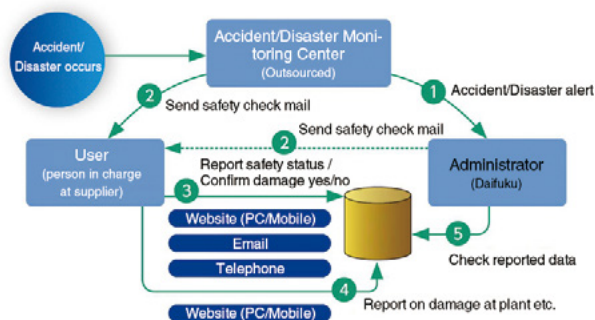 Accident/
Disaster occurs
Accident/Disaster Moni-
toring Center
(Outsourced)
2
Send safety check mail
1
Accident/Disaster alert
Send safety check mail
2
User
(person in charge
at supplier)
Administrator
(Daifuku)
Report safety status /
Confirm damage yes/no
3
Website (PC/Mobile)
Email
Telephone
5
Check reported data
4
Report on damage at plant etc.
Website (PC/Mobile)